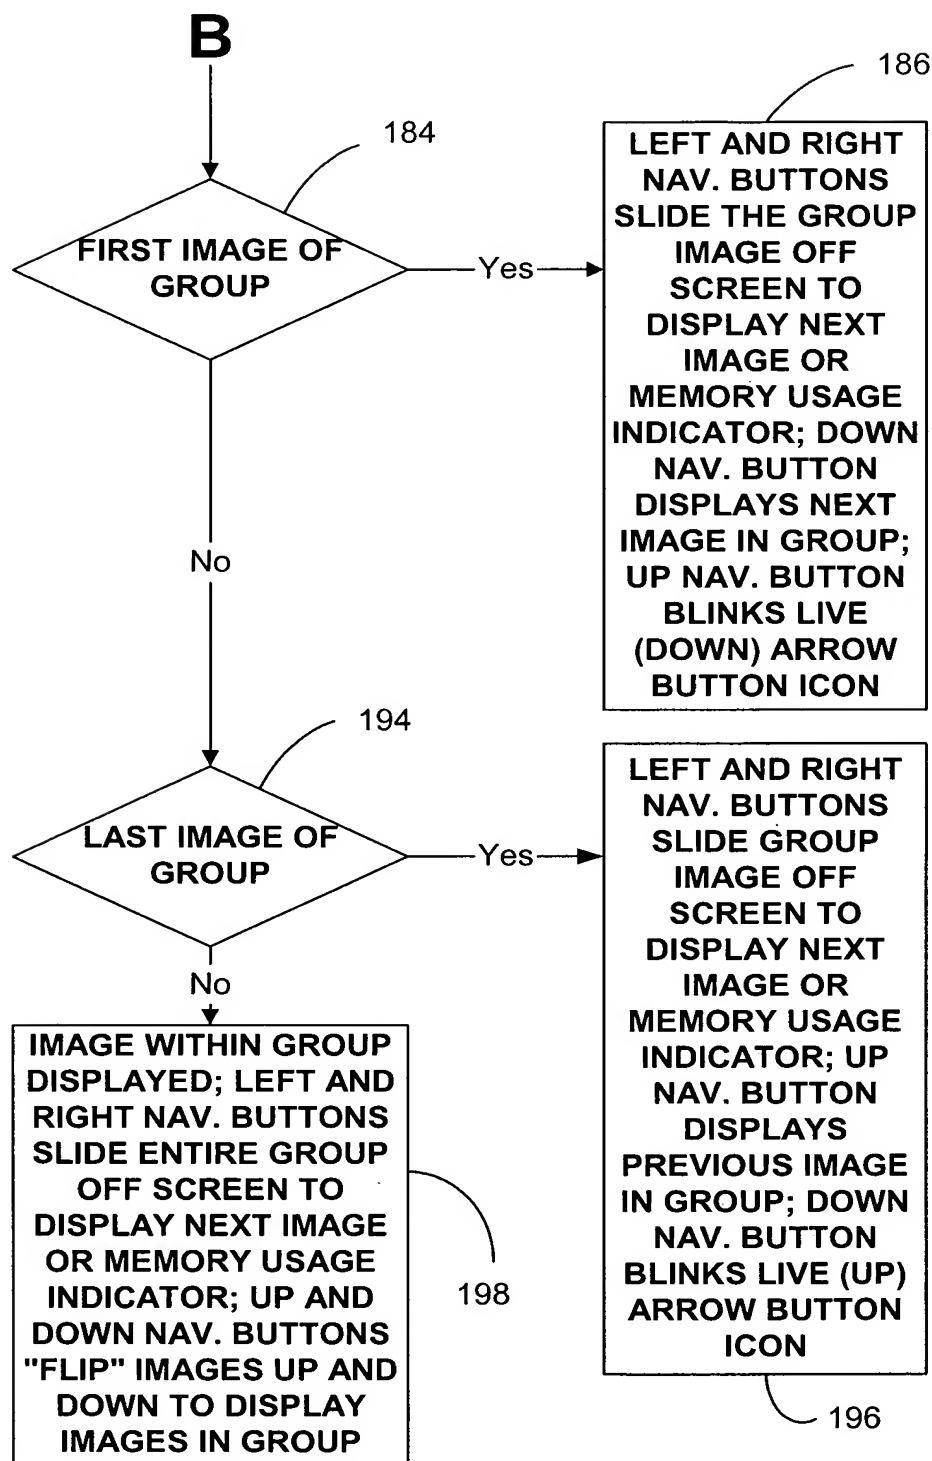 B
184
FIRST IMAGE OF
GROUP
Yes
186
LEFT AND RIGHT
NAV. BUTTONS
SLIDE THE GROUP
IMAGE OFF
SCREEN TO
DISPLAY NEXT
IMAGE OR
MEMORY USAGE
INDICATOR; DOWN
NAV. BUTTON
DISPLAYS NEXT
IMAGE IN GROUP;
UP NAV. BUTTON
BLINKS LIVE
(DOWN) ARROW
BUTTON ICON
No
194
LAST IMAGE OF
GROUP
Yes
LEFT AND RIGHT
NAV. BUTTONS
SLIDE GROUP
IMAGE OFF
SCREEN TO
DISPLAY NEXT
IMAGE OR
MEMORY USAGE
INDICATOR; UP
NAV. BUTTON
DISPLAYS
PREVIOUS IMAGE
IN GROUP; DOWN
NAV. BUTTON
BLINKS LIVE (UP)
ARROW BUTTON
ICON
196
No
IMAGE WITHIN GROUP
DISPLAYED; LEFT AND
RIGHT NAV. BUTTONS
SLIDE ENTIRE GROUP
OFF SCREEN TO
DISPLAY NEXT IMAGE
OR MEMORY USAGE
INDICATOR; UP AND
DOWN NAV. BUTTONS
"FLIP" IMAGES UP AND
DOWN TO DISPLAY
IMAGES IN GROUP
198